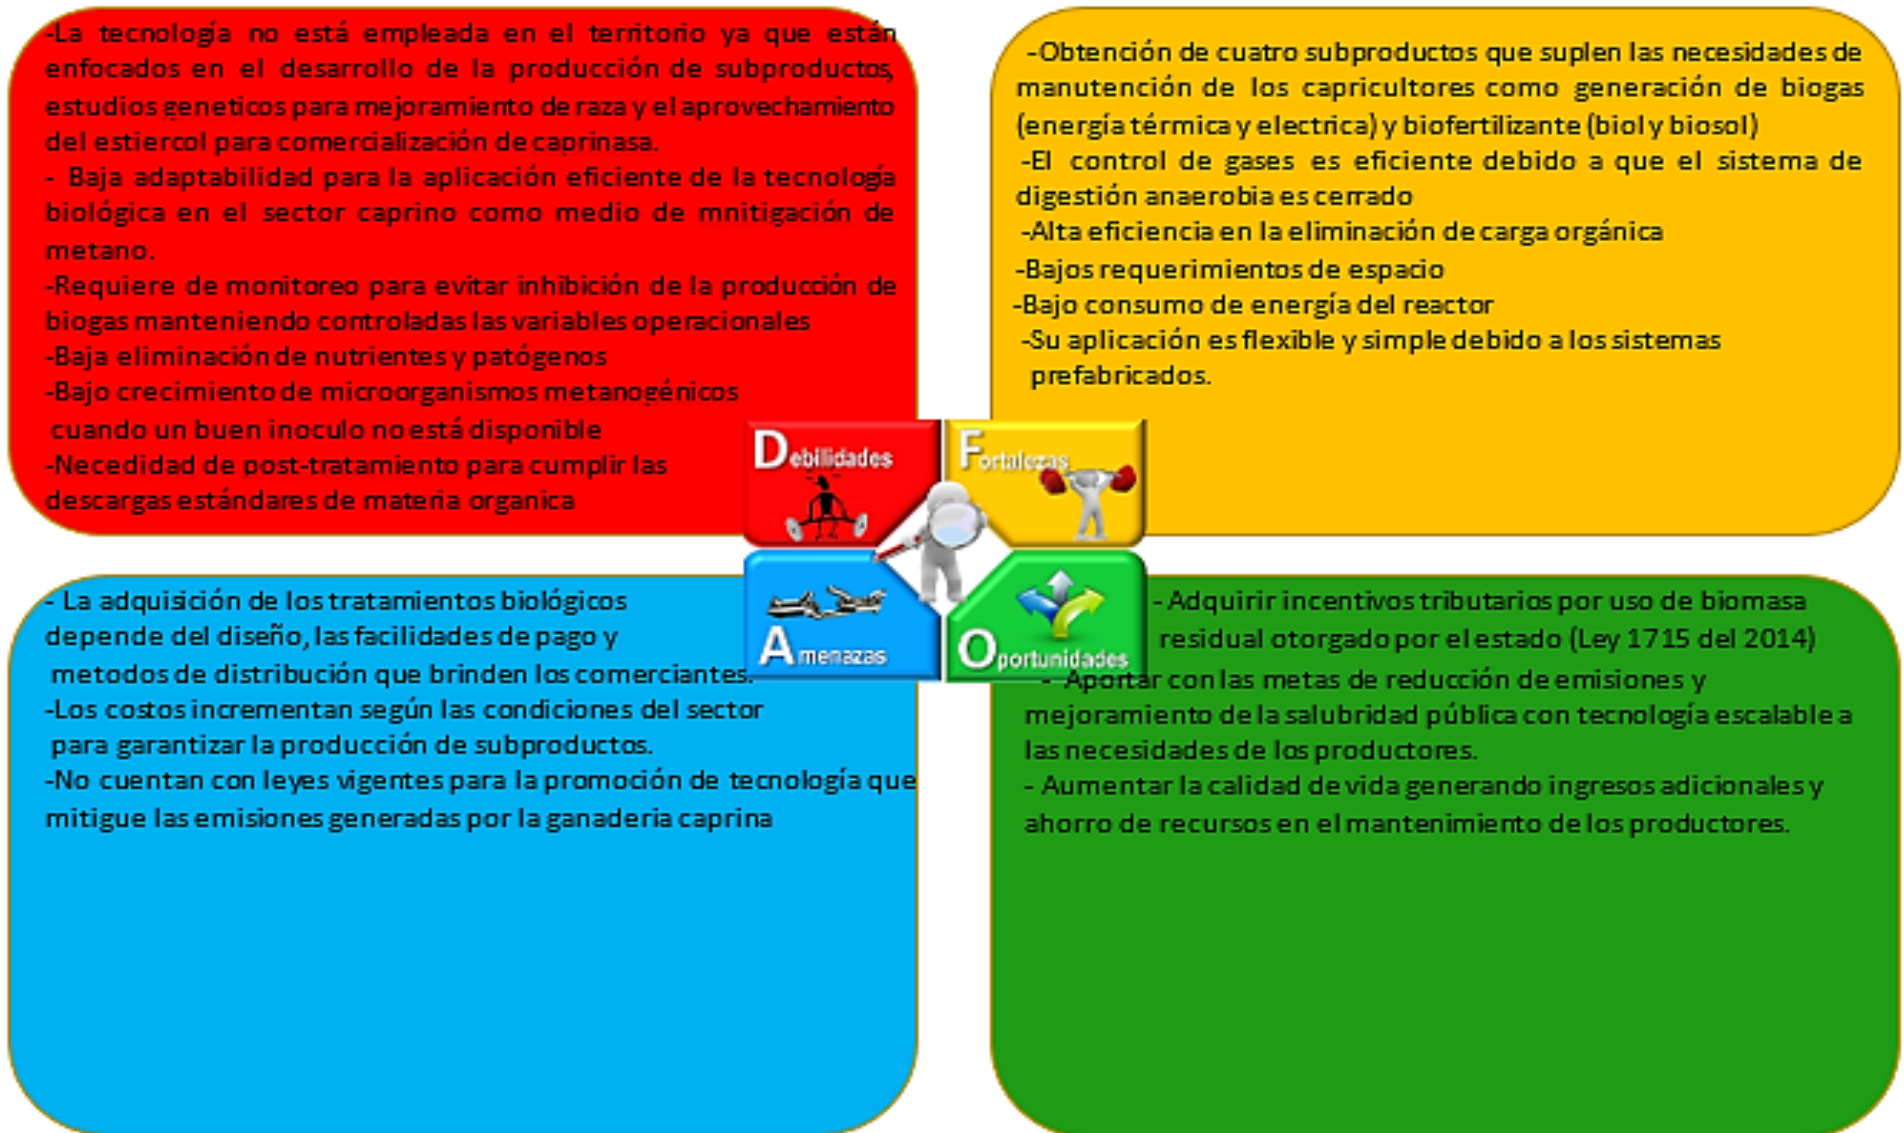 -La tecnología no está empleada en el territorio ya que están
enfocados en el desarrollo de la producción de subproductos,
estudios geneticos para mejoramiento de raza y el aprovechamiento
del estiercol para comercialización de caprinasa.
- Baja adaptabilidad para la aplicación eficiente de la tecnología
biológica en el sector caprino como medio de mnitigación de
metano.
-Requiere de monitoreo para evitar inhibición de la producción de
biogas manteniendo controladas las variables operacionales
-Baja eliminación de nutrientes y patógenos
-Bajo crecimiento de microorganismos metanogénicos
cuando un buen inoculo no está disponible
-Necedidad de post-tratamiento para cumplir las
descargas estándares de materia organica
-Obtención de cuatro subproductos que suplen las necesidades de
manutención de los capricultores como generación de biogas
(energía térmica y electrica) y biofertilizante (biol y biosol)
-El control de gases es eficiente debido a que el sistema de
digestión anaerobia es cerrado
-Alta eficiencia en la eliminación de carga orgánica
-Bajos requerimientos de espacio
-Bajo consumo de energía del reactor
-Su aplicación es flexible y simple debido a los sistemas
prefabricados.
Debilidades
Fortalezas
Amenazas
Oportunidades
- La adquisición de los tratamientos biológicos
depende del diseño, las facilidades de pago y
metodos de distribución que brinden los comerciantes.
-Los costos incrementan según las condiciones del sector
para garantizar la producción de subproductos.
-No cuentan con leyes vigentes para la promoción de tecnología que
mitigue las emisiones generadas por la ganaderia caprina
- Adquirir incentivos tributarios por uso de biomasa
residual otorgado por el estado (Ley 1715 del 2014)
- Aportar con las metas de reducción de emisiones y
mejoramiento de la salubridad pública con tecnología escalable a
las necesidades de los productores.
- Aumentar la calidad de vida generando ingresos adicionales y
ahorro de recursos en el mantenimiento de los productores.